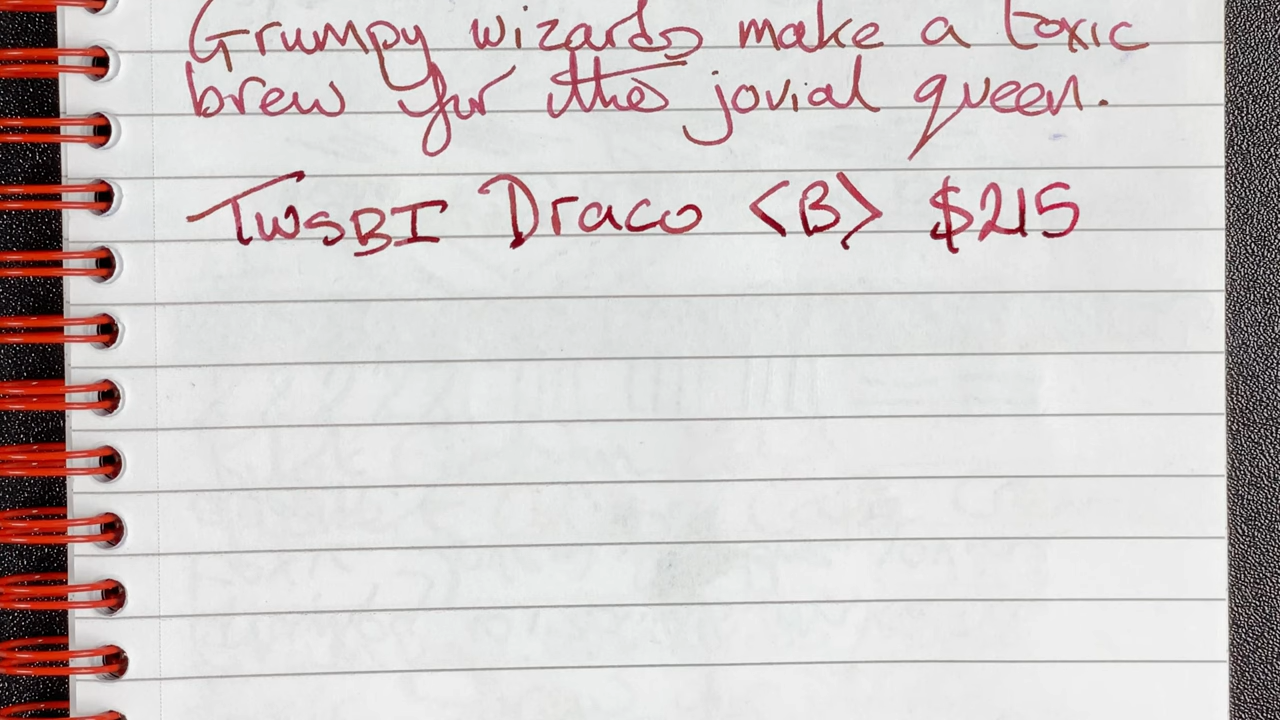 Grumpy wizards make a toxic
brew for the jovial queen.
TWSBI Draco <B> $215